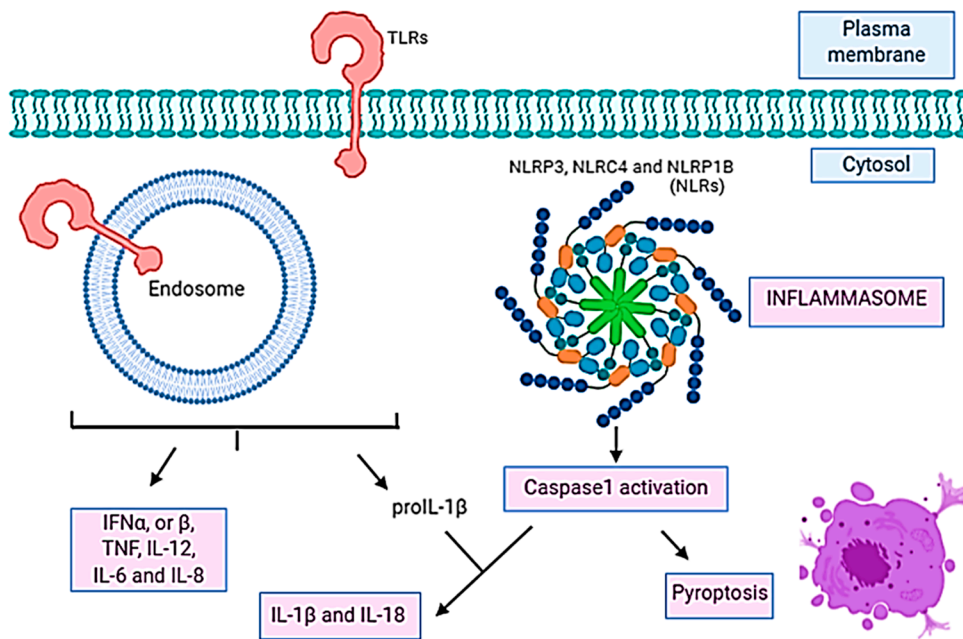 TLRs
Plasma
membrane
Cytosol
NLRP3, NLRC4 and NLRP1B
(NLRs)
Endosome
INFLAMMASOME
Caspase1 activation
proIL-1β
IFNα, or β,
TNF, IL-12,
IL-6 and IL-8
IL-1β and IL-18
Pyroptosis